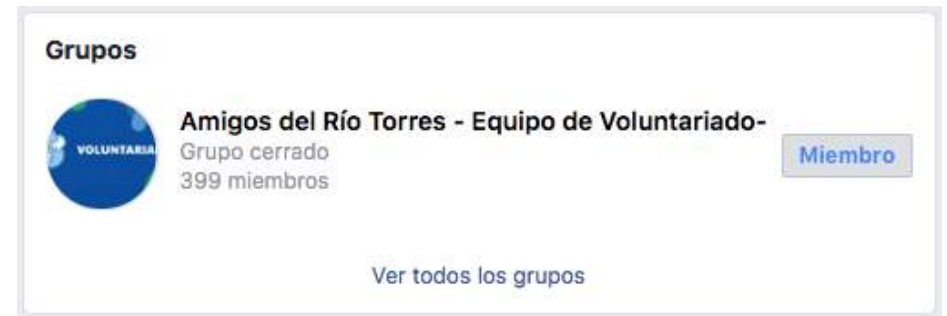 Grupos
Amigos del Río Torres - Equipo de Voluntariado-
Grupo cerrado
399 miembros
VOLUNTARIA
Miembro
Ver todos los grupos